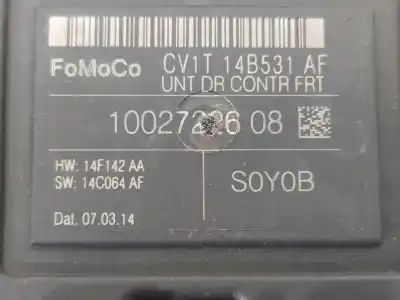 FoMoCo CV1T 14B531 AF
UNT DR CONTR FRT
08
HW: 14F142 AA
SW: 14C064 AF
S0Y0B
Dat. 07.03.14